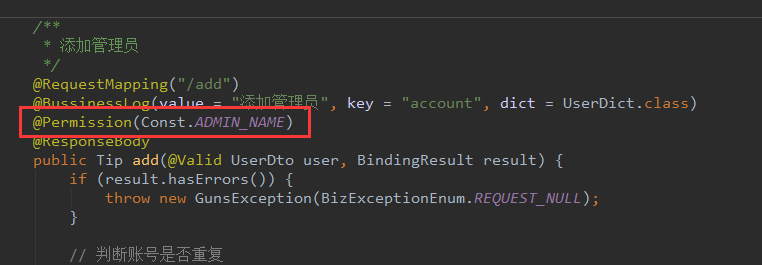 /**
 * 添加管理员
 */
@RequestMapping("/add")
@BussinessLog(value = "添加管理员", key = "account", dict = UserDict.class)
@Permission(Const.ADMIN_NAME)
@ResponseBody
public Tip add(@Valid UserDto user, BindingResult result) {
    if (result.hasErrors()) {
        throw new GunsException(BizExceptionEnum.REQUEST_NULL);
    }
    // 判断账号是否重复